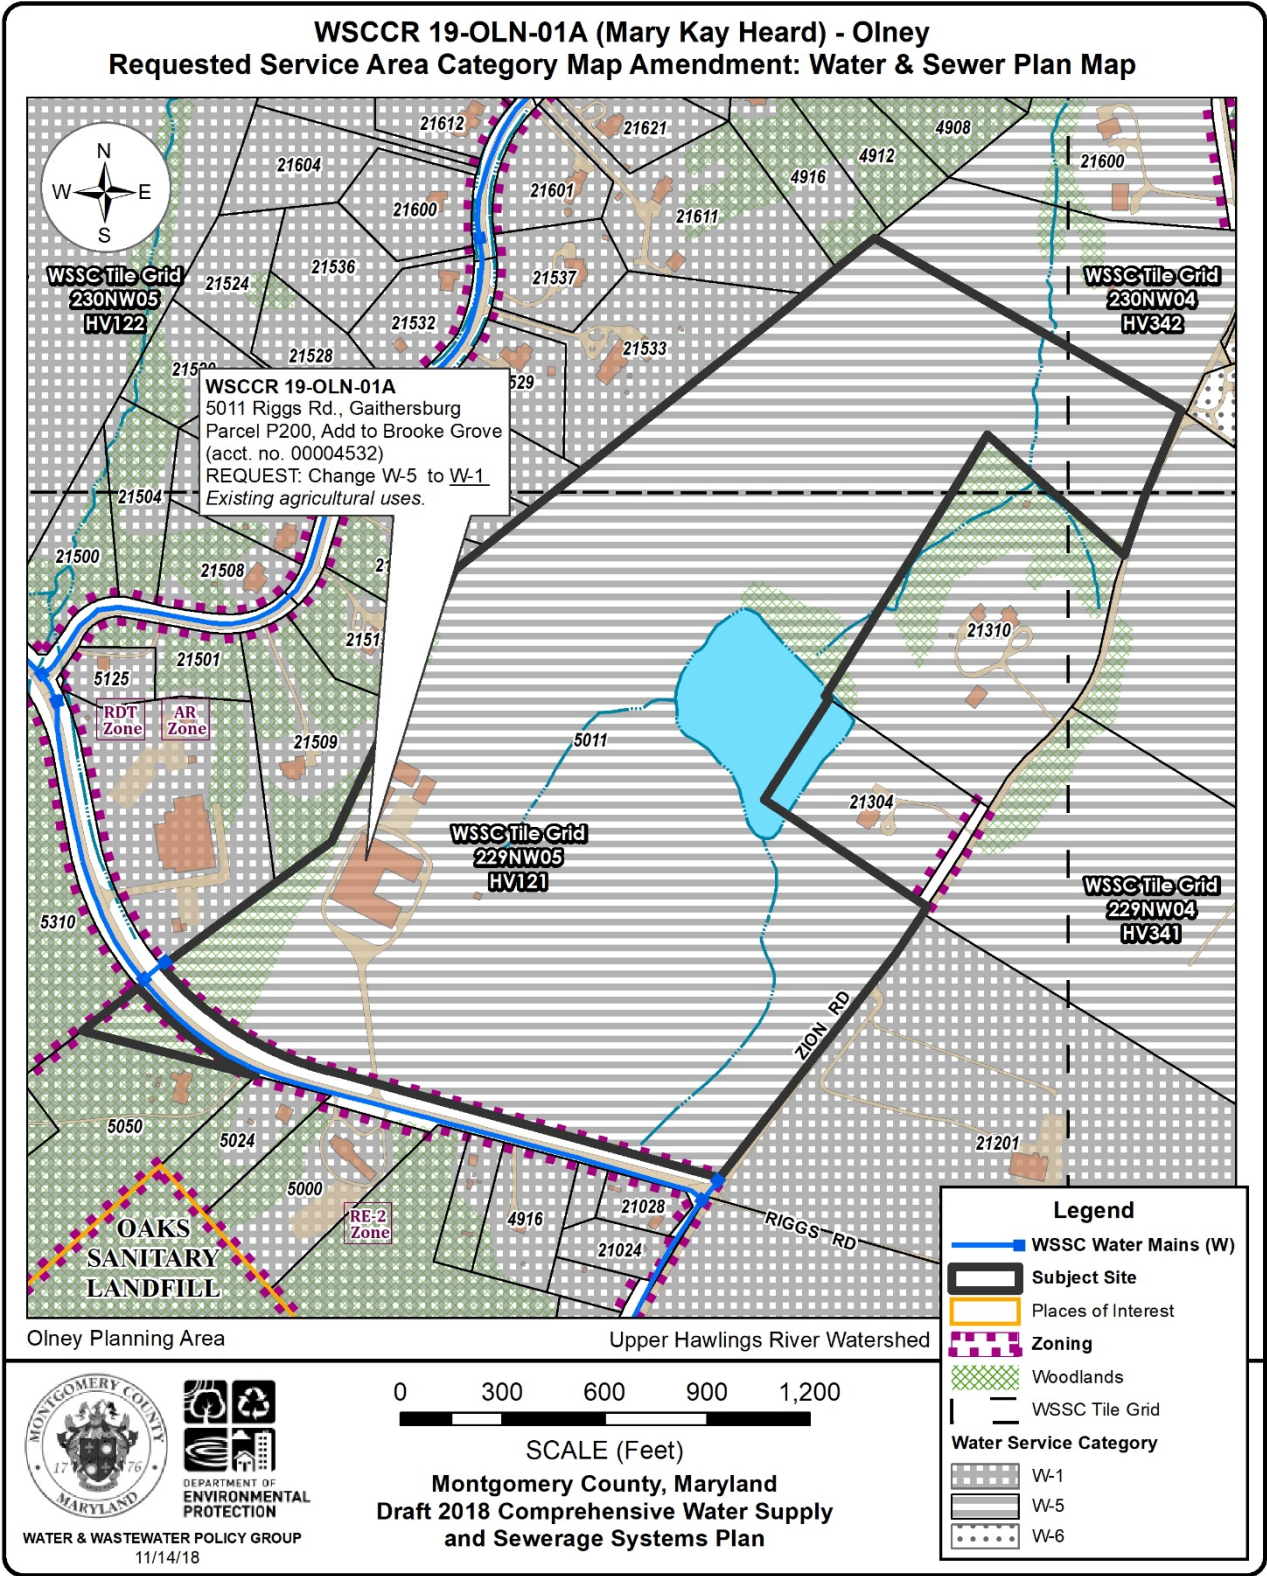 WSCCR 19-OLN-01A (Mary Kay Heard) - Olney
Requested Service Area Category Map Amendment: Water & Sewer Plan Map
N
W E
S
21612
21621
4908
4912
4916
21600
21604
21601
21600
21611
21536
21537
21524
21532
21528
21533
529
WSSC Tile Grid
230NW05
HV122
WSSC Tile Grid
230NW04
HV342
WSCCR 19-OLN-01A
5011 Riggs Rd., Gaithersburg
Parcel P200, Add to Brooke Grove
(acct. no. 00004532)
REQUEST: Change W-5 to W-1
Existing agricultural uses.
21504
21500
21508
21501
5125
RDT
Zone
AR
Zone
21509
5011
21310
21304
WSSC Tile Grid
229NW05
HV121
WSSC Tile Grid
229NW04
HV341
5310
ZION RD
5050
5024
5000
RE-2
Zone
4916
21028
21024
RIGGS RD
21201
OAKS
SANITARY
LANDFILL
Legend
WSSC Water Mains (W)
Subject Site
Places of Interest
Zoning
Woodlands
WSSC Tile Grid
Water Service Category
W-1
W-5
W-6
Olney Planning Area
Upper Hawlings River Watershed
MONTGOMERY COUNTY
17 76
MARYLAND
DEPARTMENT OF
ENVIRONMENTAL
PROTECTION
WATER & WASTEWATER POLICY GROUP
11/14/18
0 300 600 900 1,200
SCALE (Feet)
Montgomery County, Maryland
Draft 2018 Comprehensive Water Supply
and Sewerage Systems Plan